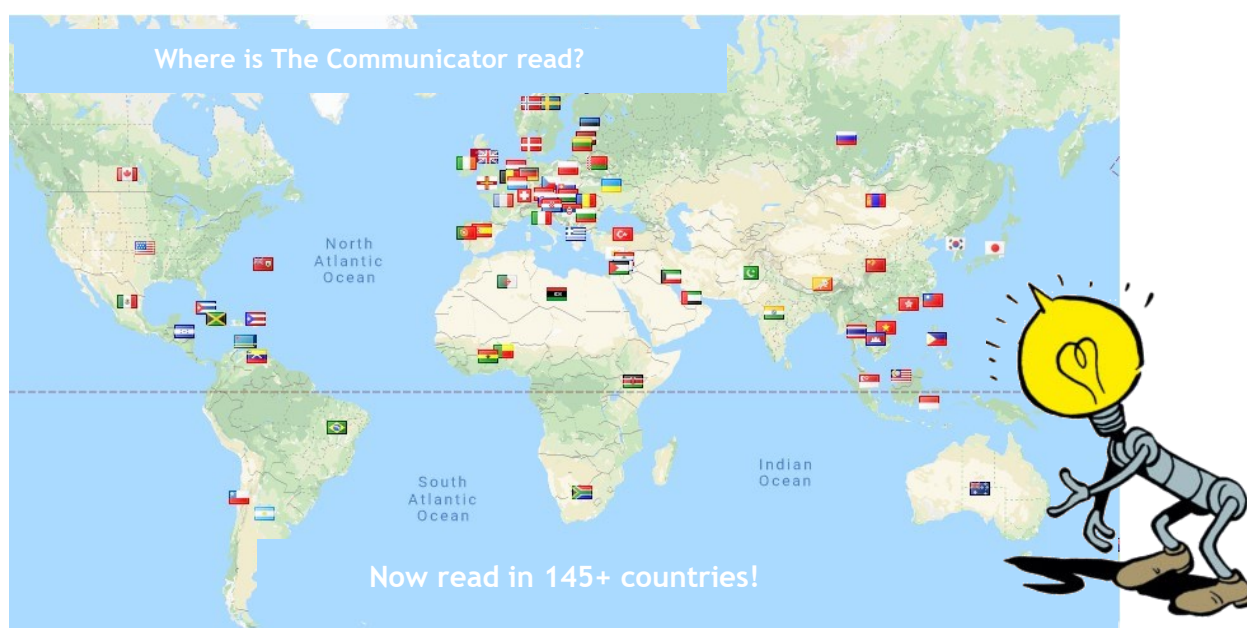 Where is The Communicator read?
North
Atlantic
Ocean
South
Atlantic
Ocean
Indian
Ocean
Now read in 145+ countries!